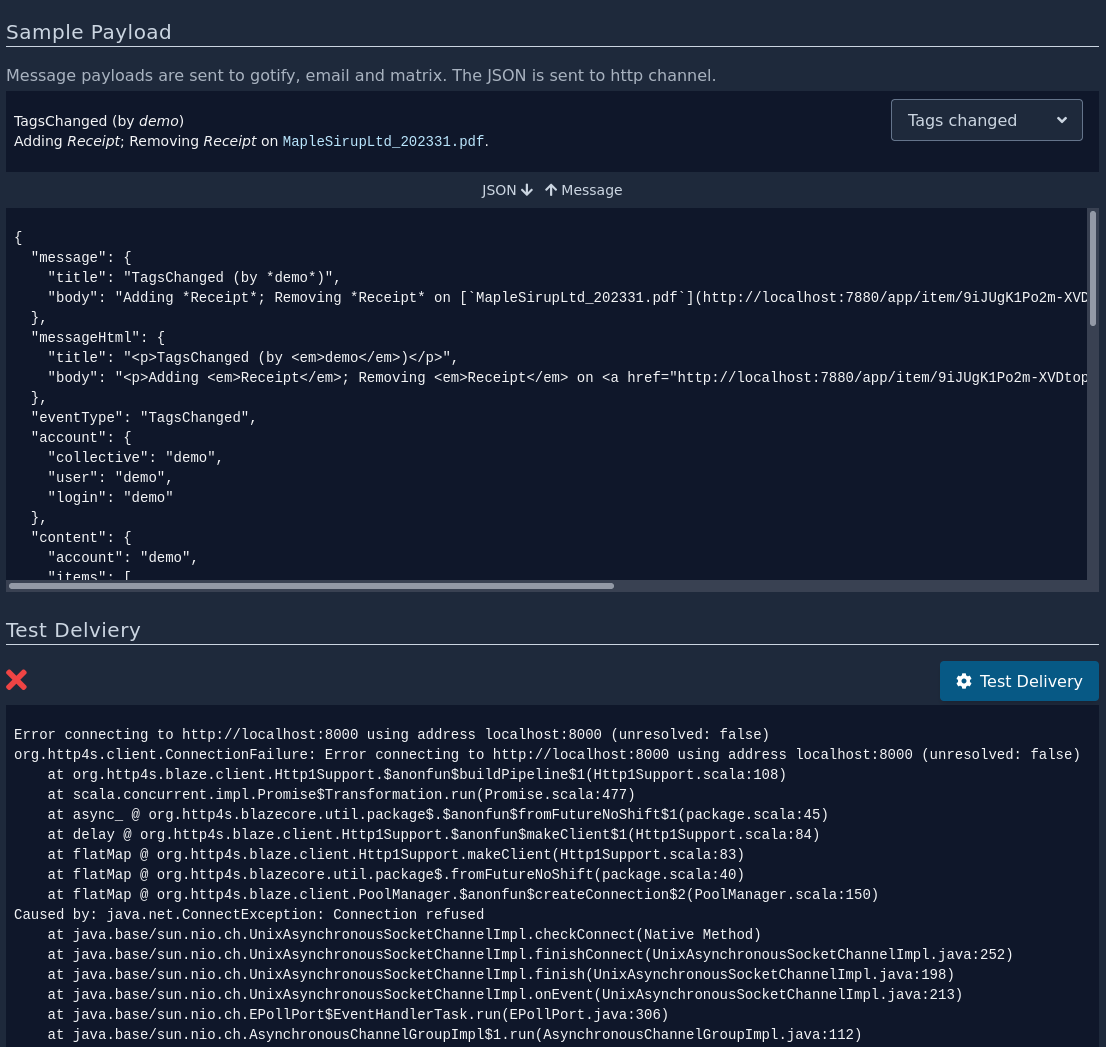 Sample Payload
Message payloads are sent to gotify, email and matrix. The JSON is sent to http channel.
TagsChanged (by demo)
Tags changed
Adding Receipt; Removing Receipt on MapleSirupLtd_202331.pdf.
JSON Message
{
  "message": {
    "title": "TagsChanged (by *demo*)",
    "body": "Adding *Receipt*; Removing *Receipt* on [`MapleSirupLtd_202331.pdf`](http://localhost:7880/app/item/9iJUgK1Po2m-XVD
  },
  "messageHtml": {
    "title": "<p>TagsChanged (by <em>demo</em>)</p>",
    "body": "<p>Adding <em>Receipt</em>; Removing <em>Receipt</em> on <a href="http://localhost:7880/app/item/9iJUgK1Po2m-XVDtop
  },
  "eventType": "TagsChanged",
  "account": {
    "collective": "demo",
    "user": "demo",
    "login": "demo"
  },
  "content": {
    "account": "demo",
    "items": [
Test Delviery
Test Delivery
Error connecting to http://localhost:8000 using address localhost:8000 (unresolved: false)
org.http4s.client.ConnectionFailure: Error connecting to http://localhost:8000 using address localhost:8000 (unresolved: false)
    at org.http4s.blaze.client.Http1Support.$anonfun$buildPipeline$1(Http1Support.scala:108)
    at scala.concurrent.impl.Promise$Transformation.run(Promise.scala:477)
    at async_ @ org.http4s.blazecore.util.package$.$anonfun$fromFutureNoShift$1(package.scala:45)
    at delay @ org.http4s.blaze.client.Http1Support.$anonfun$makeClient$1(Http1Support.scala:84)
    at flatMap @ org.http4s.blaze.client.Http1Support.makeClient(Http1Support.scala:83)
    at flatMap @ org.http4s.blazecore.util.package$.fromFutureNoShift(package.scala:40)
    at flatMap @ org.http4s.blaze.client.PoolManager.$anonfun$createConnection$2(PoolManager.scala:150)
Caused by: java.net.ConnectException: Connection refused
    at java.base/sun.nio.ch.UnixAsynchronousSocketChannelImpl.checkConnect(Native Method)
    at java.base/sun.nio.ch.UnixAsynchronousSocketChannelImpl.finishConnect(UnixAsynchronousSocketChannelImpl.java:252)
    at java.base/sun.nio.ch.UnixAsynchronousSocketChannelImpl.finish(UnixAsynchronousSocketChannelImpl.java:198)
    at java.base/sun.nio.ch.UnixAsynchronousSocketChannelImpl.onEvent(UnixAsynchronousSocketChannelImpl.java:213)
    at java.base/sun.nio.ch.EPollPort$EventHandlerTask.run(EPollPort.java:306)
    at java.base/sun.nio.ch.AsynchronousChannelGroupImpl$1.run(AsynchronousChannelGroupImpl.java:112)